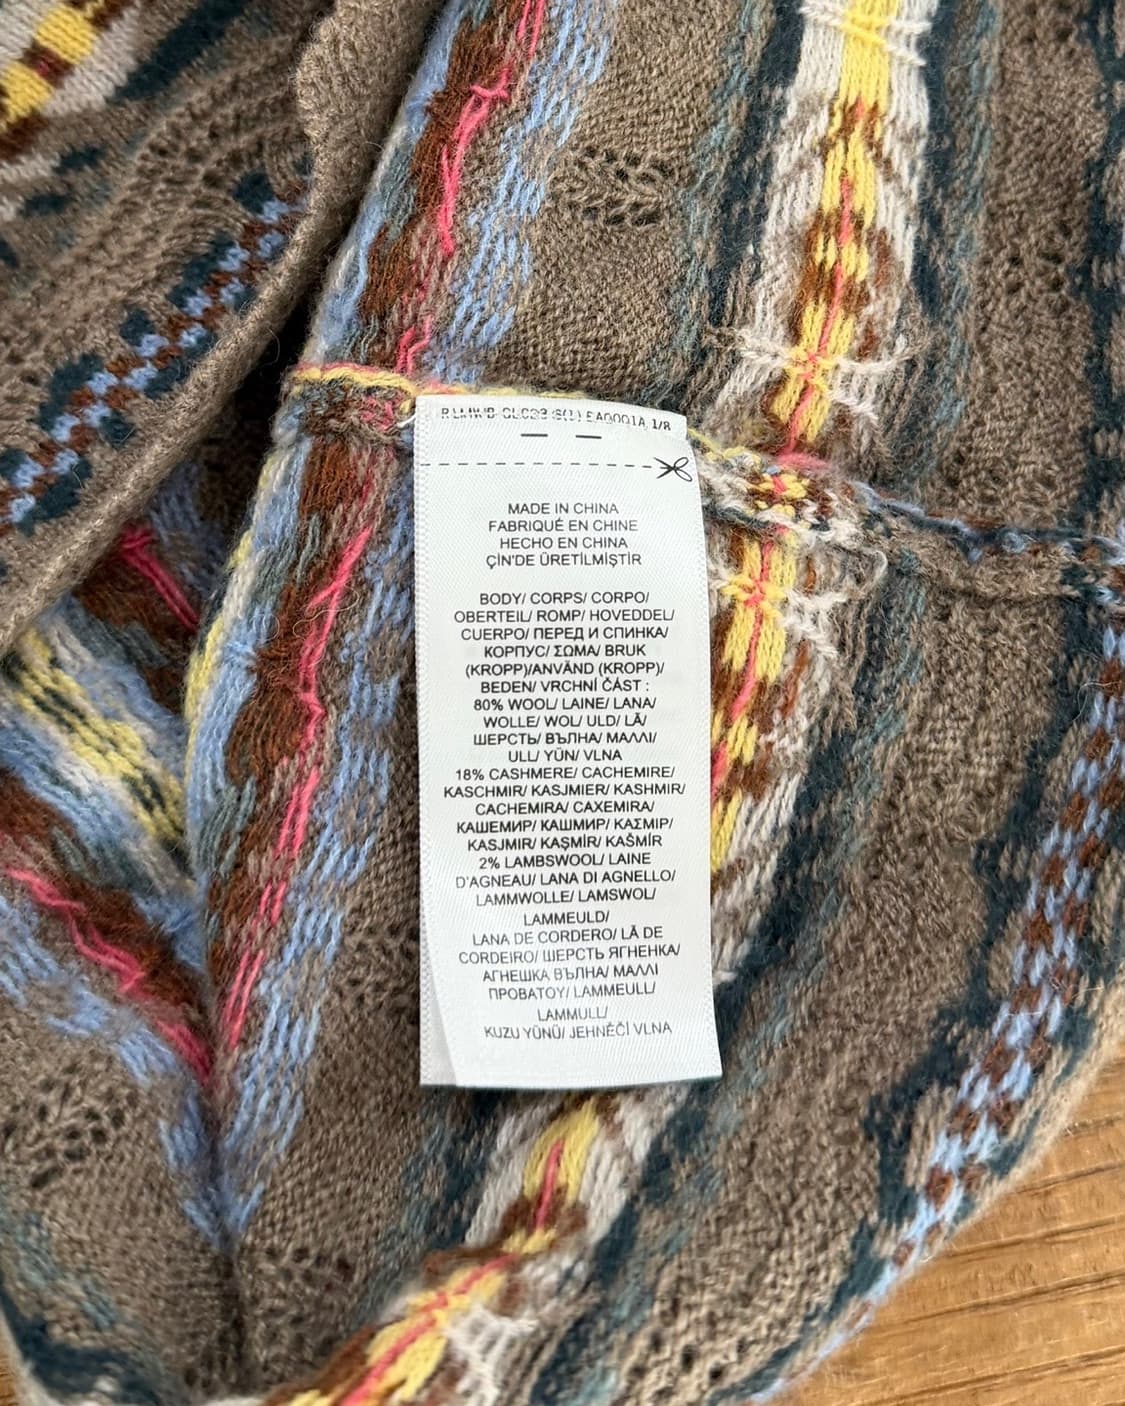 1/8
MADE IN CHINA
FABRIQUÉ EN CHINE
HECHO EN CHINA
ÇİN'DE ÜRETİLMİŞTİR
BODY/ CORPS/ CORPO/
OBERTEIL/ ROMP/ HOVEDDEL/
CUERPO/ ПЕРЕД И СПИНКА/
КОРПУС/ ΣΩΜΑ/ BRUK
(KROPP)/ANVÄND (KROPP)/
BEDEN/ VRCHNÍ ČÁST :
80% WOOL/ LAINE/ LANA/
WOLLE/ WOL/ ULD/ LÃ/
ШЕРСТЬ/ ВЪЛНА/ ΜΑΛΛΙ/
ULL/ YÜN/ VLNA
18% CASHMERE/ CACHEMIRE/
KASCHMIR/ KASJMIER/ KASHMIR/
CACHEMIRA/ CAXEMIRA/
КАШЕМИР/ КАШМИР/ ΚΑΣΜΙΡ/
KASJMIR/ KAŞMİR/ KAŠMÍR
2% LAMBSWOOL/ LAINE
D'AGNEAU/ LANA DI AGNELLO/
LAMMWOLLE/ LAMSWOL/
LAMMEULD/
LANA DE CORDERO/ LÃ DE
CORDEIRO/ ШЕРСТЬ ЯГНЕНКА/
АГНЕШКА ВЪЛНА/ ΜΑΛΛΙ
ΠΡΟΒΑΤΟΥ/ LAMMEULL/
LAMMULL/
KUZU YÜNÜ/ JEHNĚČÍ VLNA